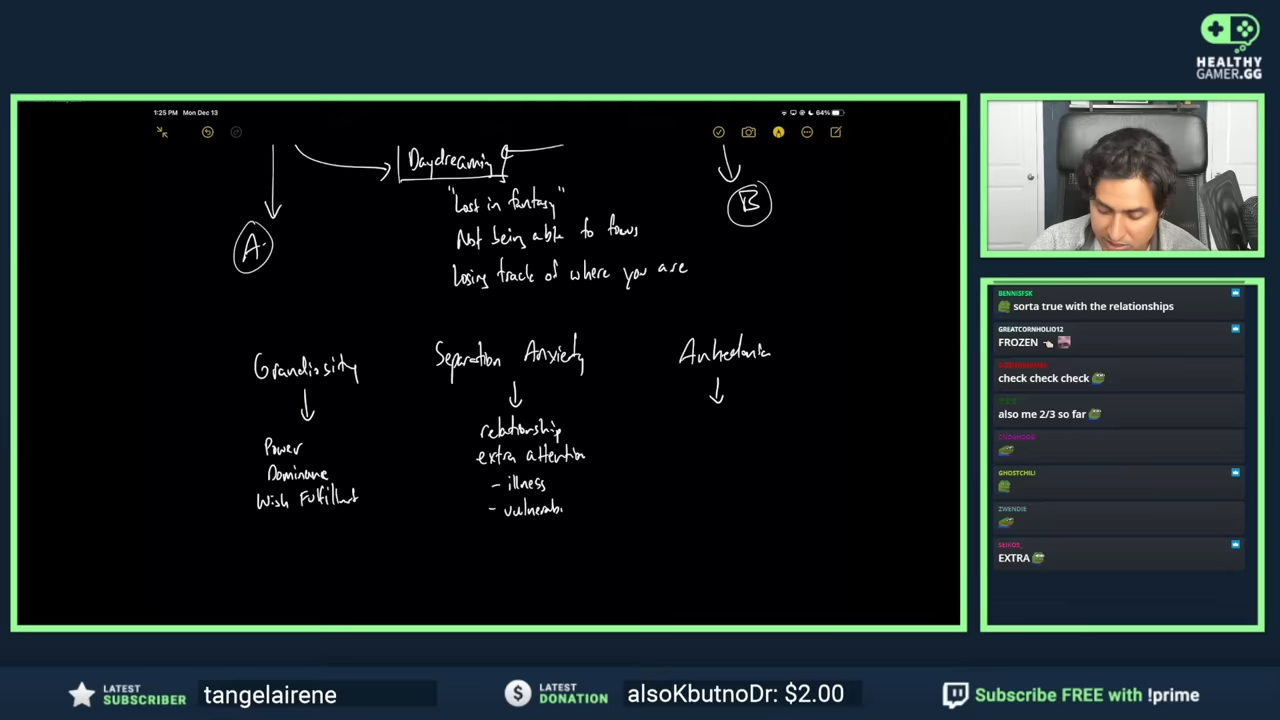 HEALTHY
GAMER.GG
1:25 PM Mon Dec 13
64%
Daydreaming
"Lost in fantasy"
Not being able to focus
Losing track of where you are
A
B
Grandiosity
Separation Anxiety
Anhedonia
Power
Dominance
Wish Fulfillment
relationship
extra attention
- illness
- vulnerabi
BENNISFSK
sorta true with the relationships
GREATCORNHOLIO12
FROZEN
check check check
also me 2/3 so far
GHOSTCHILI
ZWENDIE
EXTRA
LATEST SUBSCRIBER
tangelairene
$ LATEST DONATION
alsoKbutnoDr: $2.00
Subscribe FREE with !prime